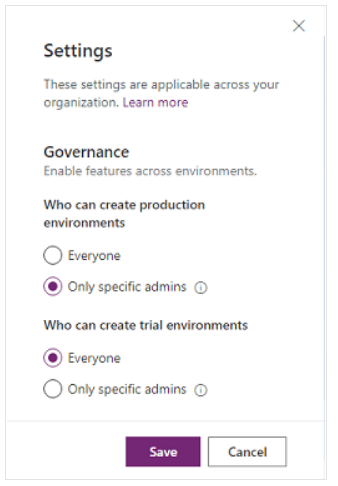 Settings
These settings are applicable across your
organization. Learn more
Governance
Enable features across environments.
Who can create production
environments
Everyone
Only specific admins
Who can create trial environments
Everyone
Only specific admins
Save Cancel